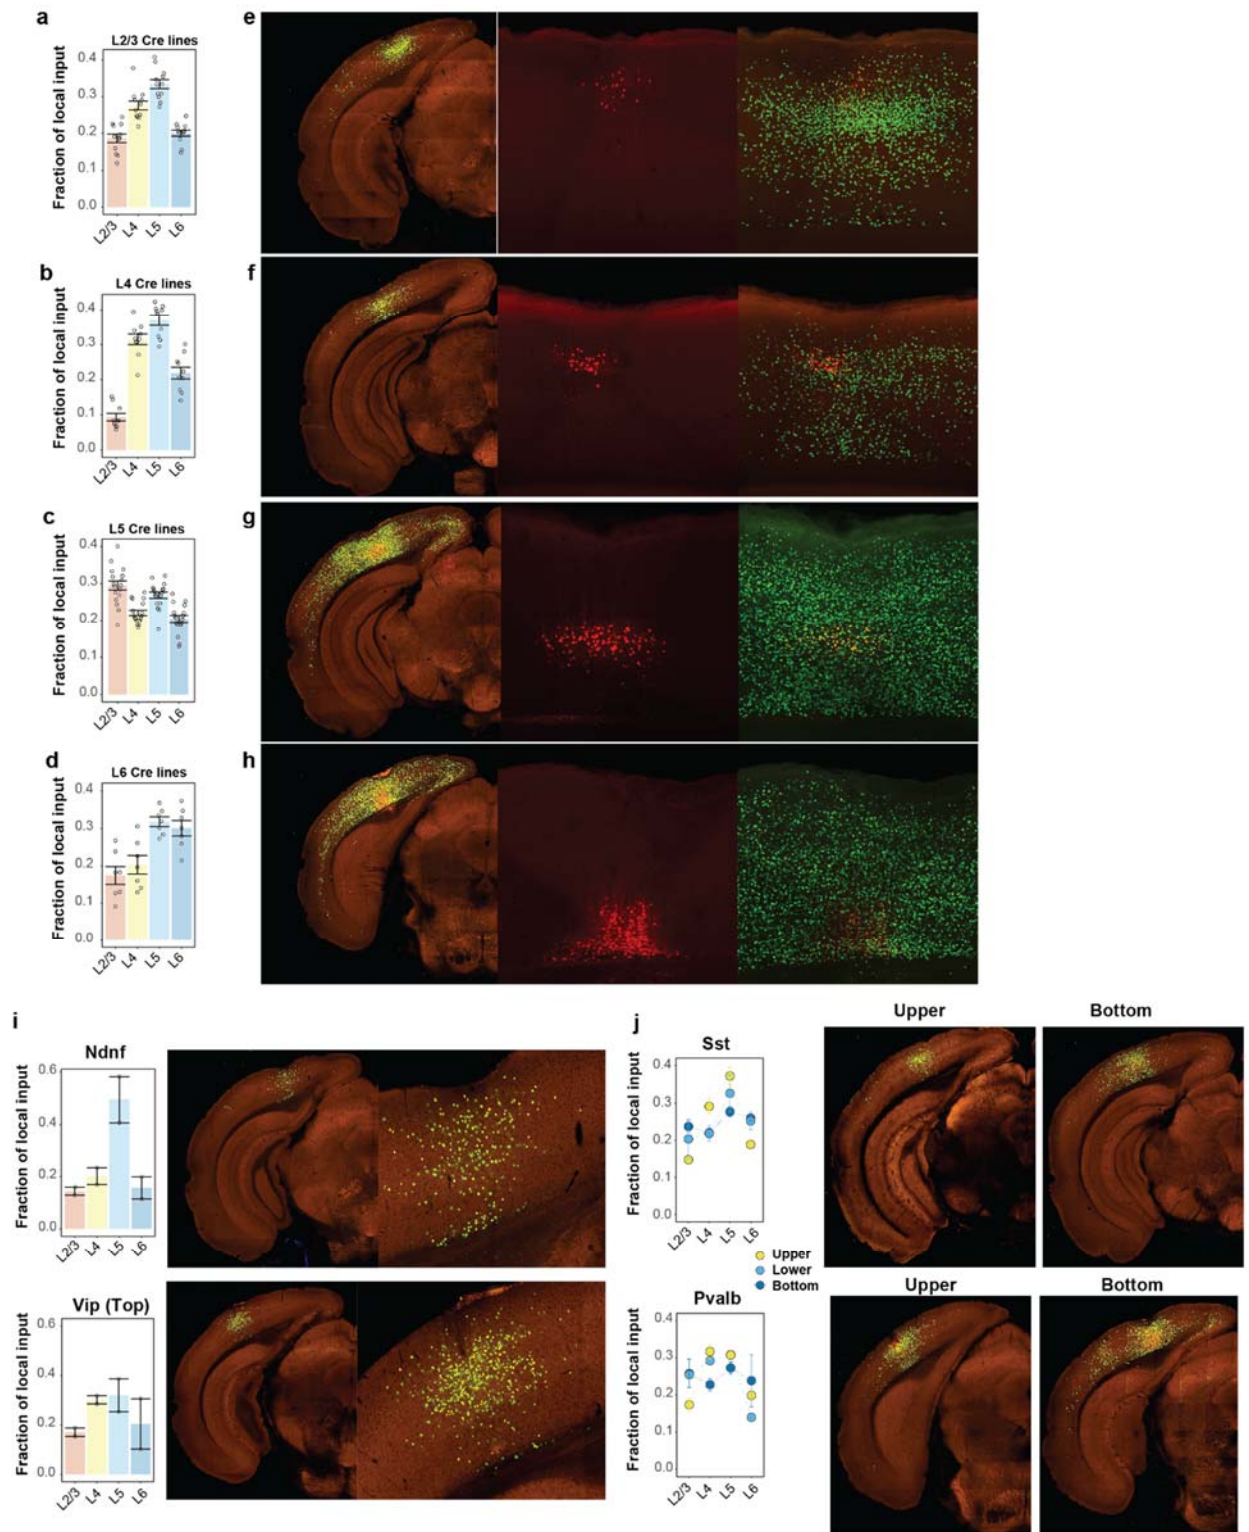 a
L2/3 Cre lines
Fraction of local input
0.4
0.3
0.2
0.1
0.0
L2/3
L4
L5
L6
e
b
L4 Cre lines
Fraction of local input
0.4
0.3
0.2
0.1
0.0
L2/3
L4
L5
L6
f
c
L5 Cre lines
Fraction of local input
0.4
0.3
0.2
0.1
0.0
L2/3
L4
L5
L6
g
d
L6 Cre lines
Fraction of local input
0.4
0.3
0.2
0.1
0.0
L2/3
L4
L5
L6
h
i
Ndnf
Fraction of local input
0.6
0.4
0.2
0.0
L2/3
L4
L5
L6
Vip (Top)
Fraction of local input
0.6
0.4
0.2
0.0
L2/3
L4
L5
L6
j
Sst
Fraction of local input
0.4
0.3
0.2
0.1
0.0
L2/3
L4
L5
L6
Upper
Lower
Bottom
Upper
Bottom
Pvalb
Fraction of local input
0.4
0.3
0.2
0.1
0.0
L2/3
L4
L5
L6
Upper
Bottom